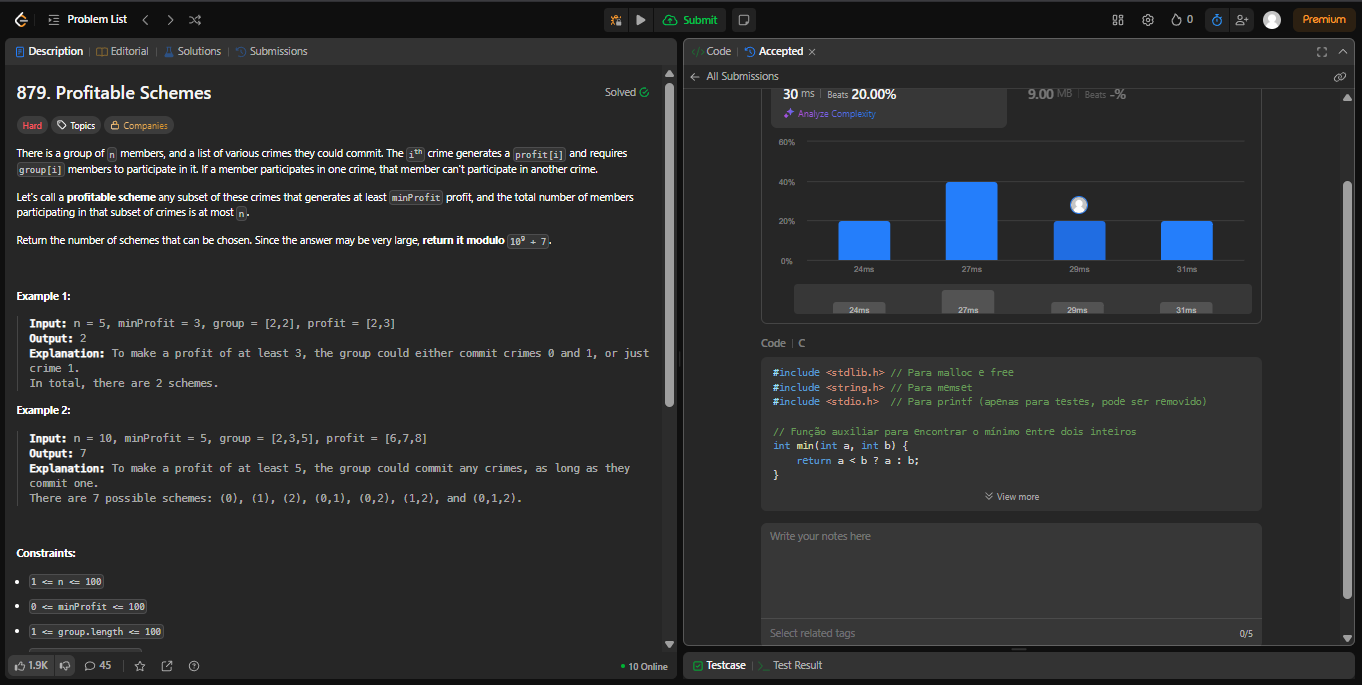 Problem List
Submit
0
Premium
Description
Editorial
Solutions
Submissions
879. Profitable Schemes
Solved
Hard
Topics
Companies
There is a group of n members, and a list of various crimes they could commit. The ith crime generates a profit[i] and requires
group[i] members to participate in it. If a member participates in one crime, that member can't participate in another crime.
Let's call a profitable scheme any subset of these crimes that generates at least minProfit profit, and the total number of members
participating in that subset of crimes is at most n.
Return the number of schemes that can be chosen. Since the answer may be very large, return it modulo 10^9 + 7.
Example 1:
Input: n = 5, minProfit = 3, group = [2,2], profit = [2,3]
Output: 2
Explanation: To make a profit of at least 3, the group could either commit crimes 0 and 1, or just
crime 1.
In total, there are 2 schemes.
Example 2:
Input: n = 10, minProfit = 5, group = [2,3,5], profit = [6,7,8]
Output: 7
Explanation: To make a profit of at least 5, the group could commit any crimes, as long as they
commit one.
There are 7 possible schemes: (0), (1), (2), (0,1), (0,2), (1,2), and (0,1,2).
Constraints:
1 <= n <= 100
0 <= minProfit <= 100
1 <= group.length <= 100
1.9K
45
10 Online
Code
Accepted
All Submissions
30 ms
Beats 20.00%
9.00 MB
Beats -%
Analyze Complexity
60%
40%
20%
0%
24ms 27ms 29ms 31ms
24ms 27ms 29ms 31ms
Code | C
#include <stdlib.h> // Para malloc e free
#include <string.h> // Para memset
#include <stdio.h>  // Para printf (apenas para testes, pode ser removido)
// Função auxiliar para encontrar o mínimo entre dois inteiros
int min(int a, int b) {
    return a < b ? a : b;
}
View more
Write your notes here
Select related tags
0/5
Testcase
Test Result